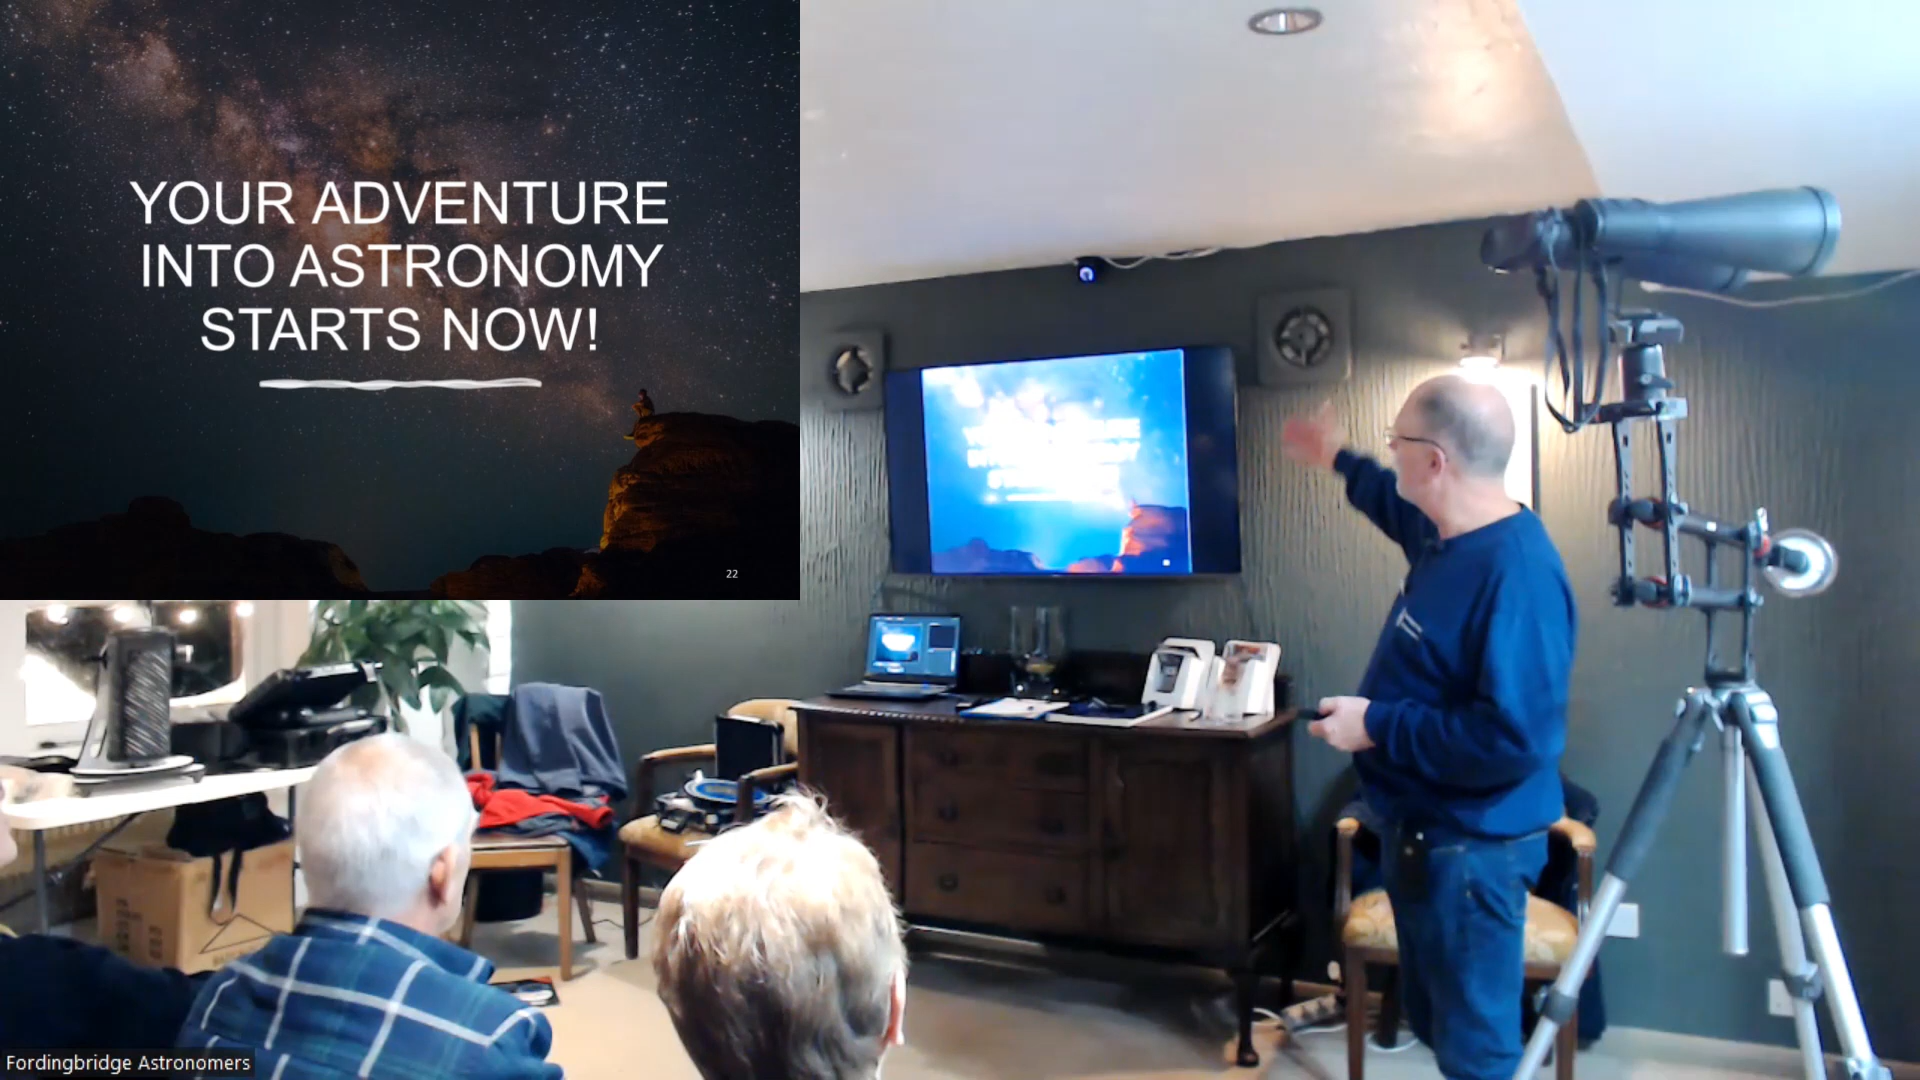 YOUR ADVENTURE
INTO ASTRONOMY
STARTS NOW!
22
Fordingbridge Astronomers